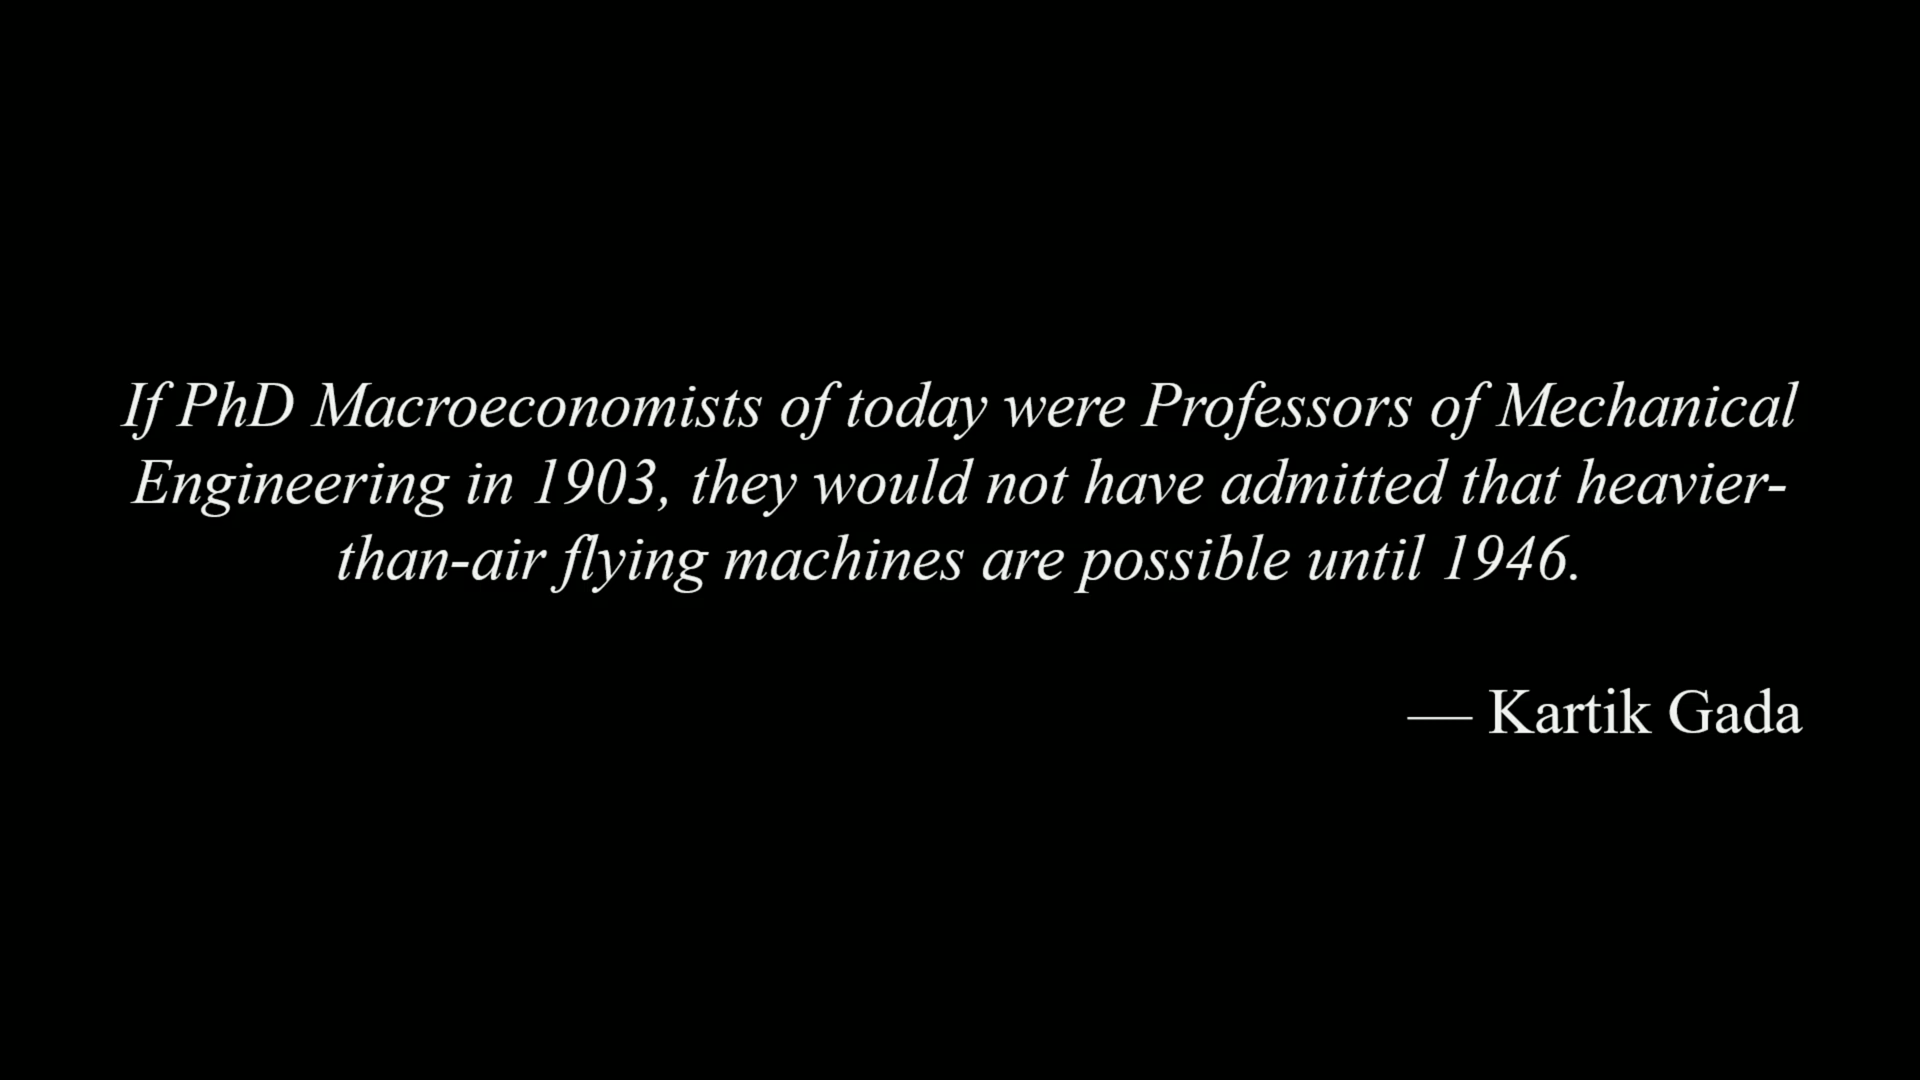 If PhD Macroeconomists of today were Professors of Mechanical
Engineering in 1903, they would not have admitted that heavier-
than-air flying machines are possible until 1946.
— Kartik Gada